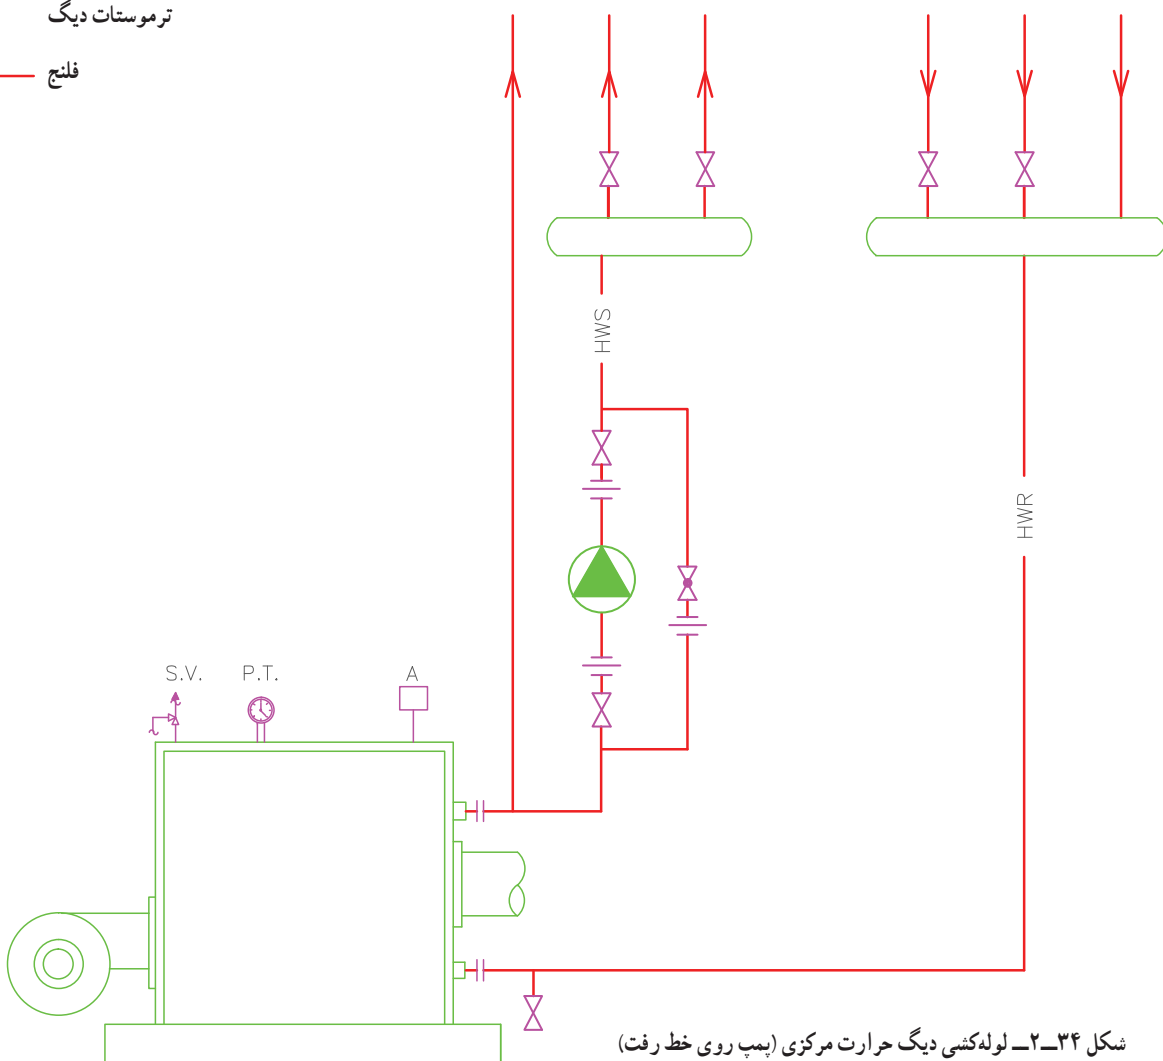 ترموستات دیگ
فلنج
HWS
HWR
S.V.
P.T.
A
شکل ۳۴ــ۲ــ لوله‌کشی دیگ حرارت مرکزی (پمپ روی خط رفت)